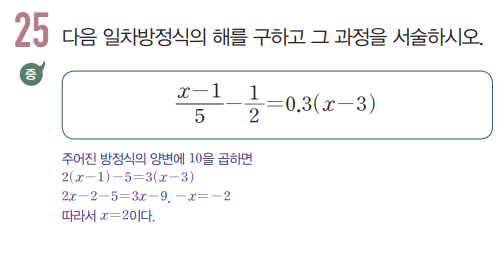 25 다음 일차방정식의 해를 구하고 그 과정을 서술하시오.
중
(x-1)/5 - 1/2 = 0.3(x-3)
주어진 방정식의 양변에 10을 곱하면
2(x-1)-5=3(x-3)
2x-2-5=3x-9, -x=-2
따라서 x=2이다.